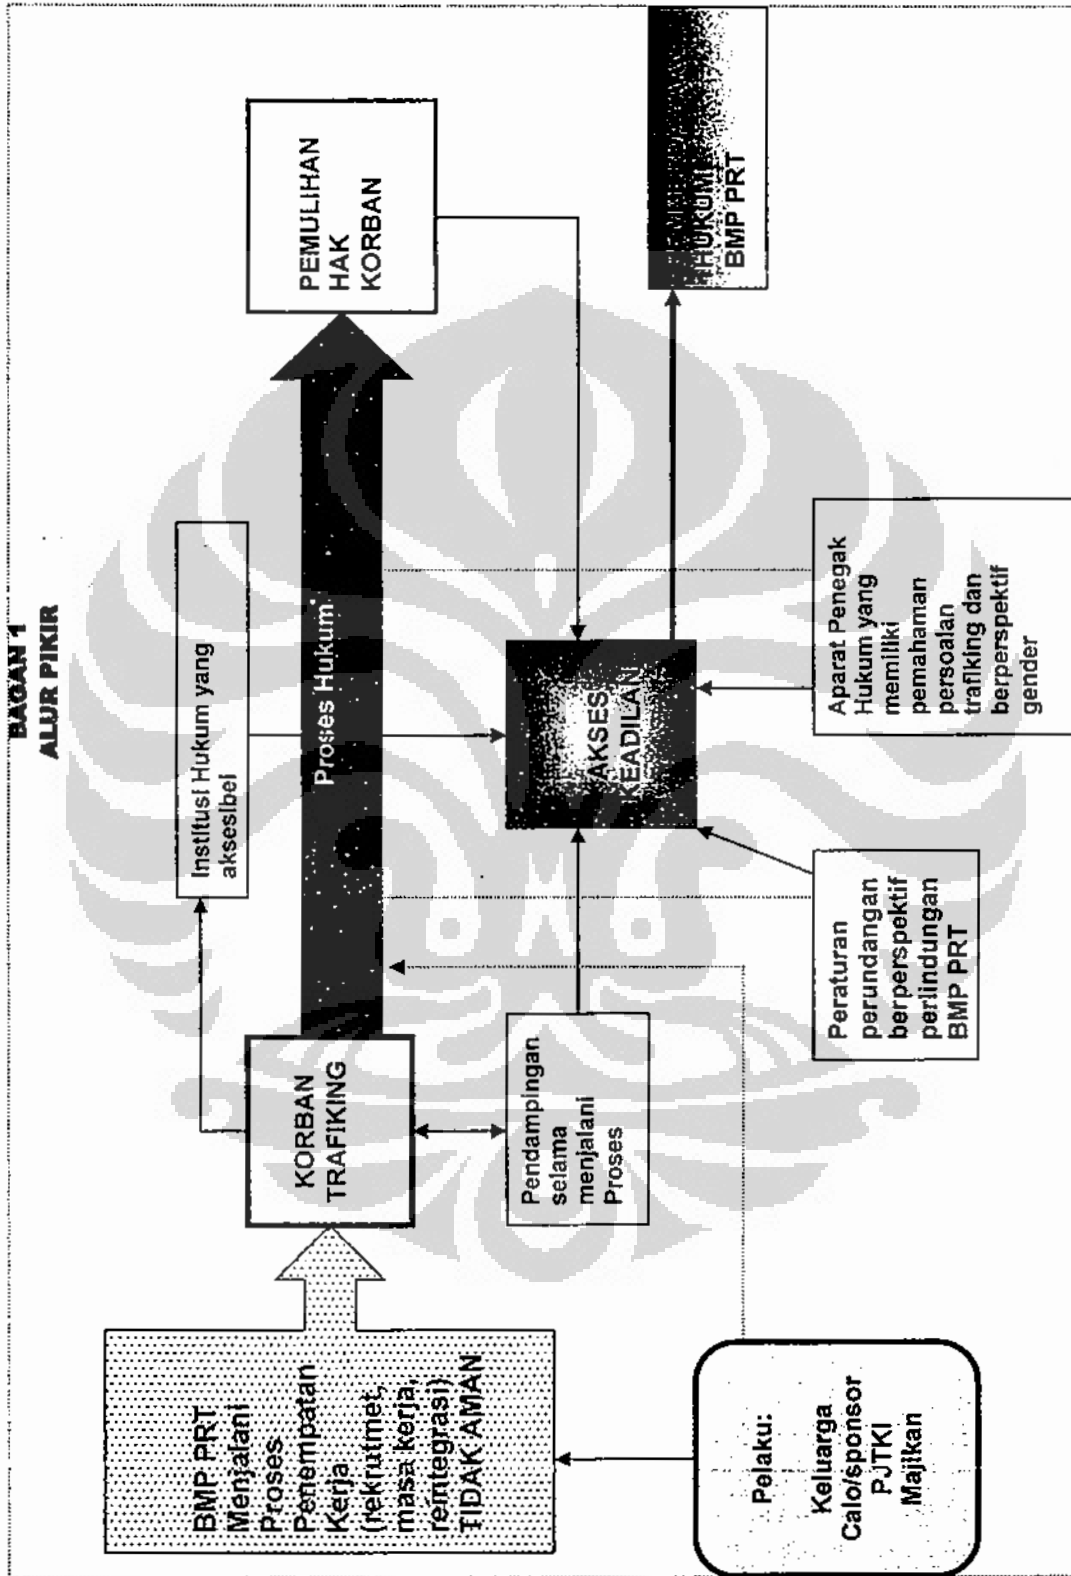 BAGAN 1
ALUR PIKIR
BMP PRT
Menjalani
Proses
Penempatan
Kerja
(rekrutmet,
masa kerja,
reintegrasi)
TIDAK AMAN
Pelaku:
Keluarga
Calo/sponsor
PJTKI
Majikan
KORBAN
TRAFIKING
Institusi Hukum yang
aksesibel
Proses Hukum
PEMULIHAN
HAK
KORBAN
Pendampingan
selama
menjalani
Proses
AKSES
KEADILAN
Peraturan
perundangan
berperspektif
perlindungan
BMP PRT
Aparat Penegak
Hukum yang
memiliki
pemahanan
persoalan
trafiking dan
berperspektif
gender
HUKUM
BMP PRT